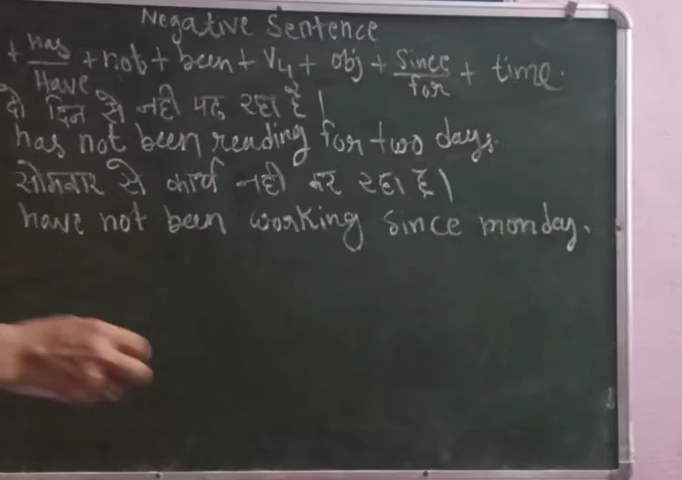 Negative Sentence
+ Has/Have + not + been + V4 + obj + Since/for + time.
दो दिन से नही पढ़ रहा है।
has not been reading for two days.
सोमवार से कार्य नही कर रहा हूँ।
have not been working since monday.